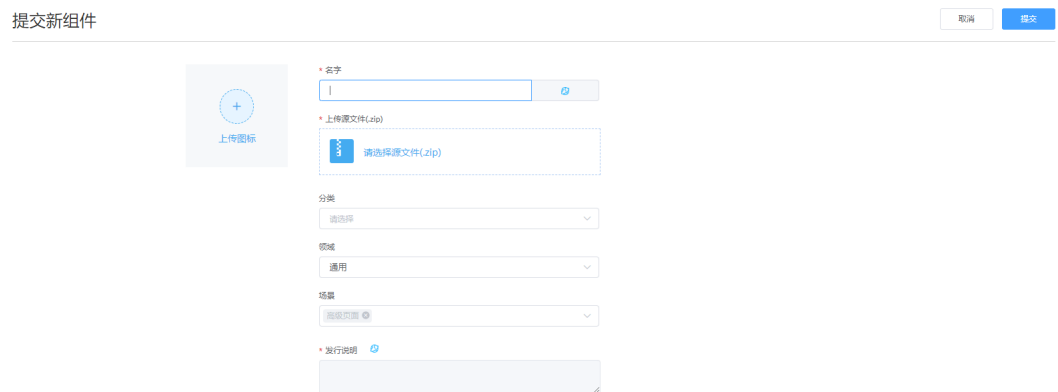 提交新组件
取消
提交
+
上传图标
* 名字
* 上传源文件(.zip)
请选择源文件(.zip)
分类
请选择
领域
通用
场景
高级页面
* 发行说明